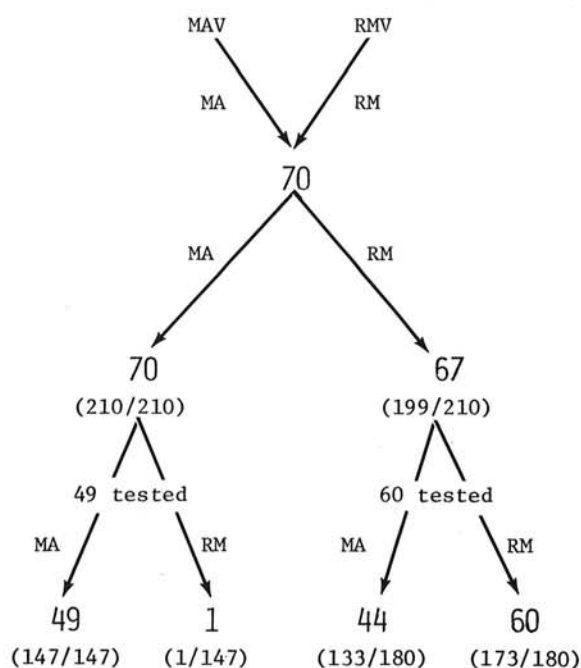 MAV RMV
MA RM
70
MA RM
70 67
(210/210) (199/210)
49 tested 60 tested
MA RM MA RM
49 1 44 60
(147/147) (1/147) (133/180) (173/180)